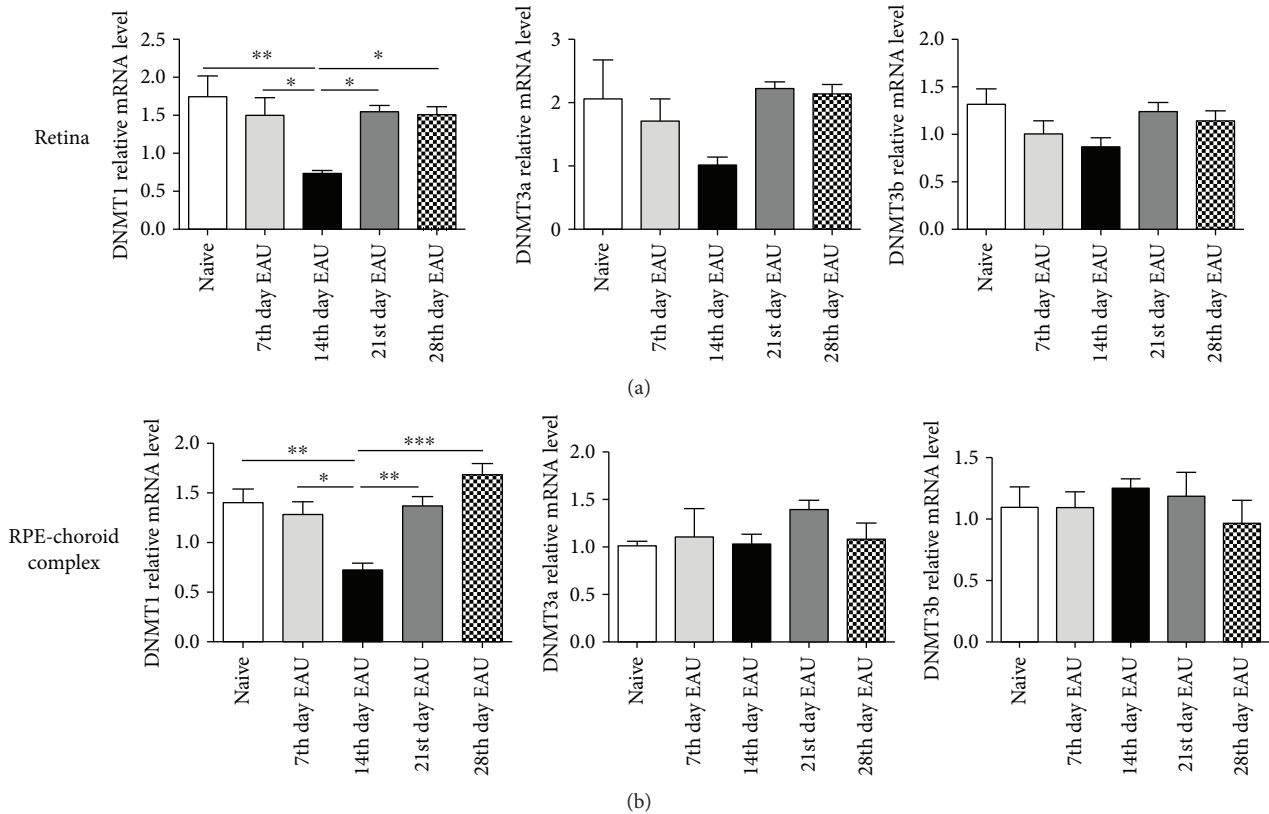 Retina
DNMT1 relative mRNA level
2.5
2.0
1.5
1.0
0.5
0.0
**
*
*
*
Naive
7th day EAU
14th day EAU
21st day EAU
28th day EAU
DNMT3a relative mRNA level
3
2
1
0
Naive
7th day EAU
14th day EAU
21st day EAU
28th day EAU
DNMT3b relative mRNA level
2.0
1.5
1.0
0.5
0.0
Naive
7th day EAU
14th day EAU
21st day EAU
28th day EAU
(a)
RPE-choroid
complex
DNMT1 relative mRNA level
2.0
1.5
1.0
0.5
0.0
**
***
*
**
Naive
7th day EAU
14th day EAU
21st day EAU
28th day EAU
DNMT3a relative mRNA level
2.0
1.5
1.0
0.5
0.0
Naive
7th day EAU
14th day EAU
21st day EAU
28th day EAU
DNMT3b relative mRNA level
1.5
1.0
0.5
0.0
Naive
7th day EAU
14th day EAU
21st day EAU
28th day EAU
(b)